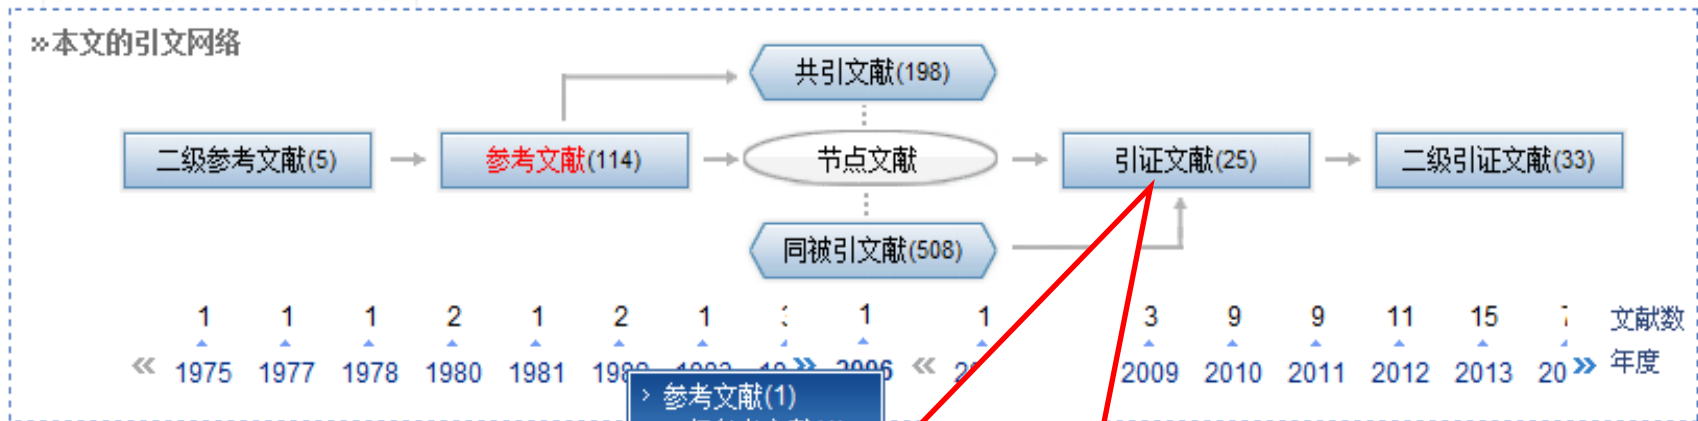 »本文的引文网络
共引文献(198)
二级参考文献(5)
参考文献(114)
节点文献
引证文献(25)
二级引证文献(33)
同被引文献(508)
1 1 1 2 1 2 1 1 1 3 9 9 11 15 文献数
« 1975 1977 1978 1980 1981 » 2006 « 2009 2010 2011 2012 2013 » 年度
> 参考文献(1)